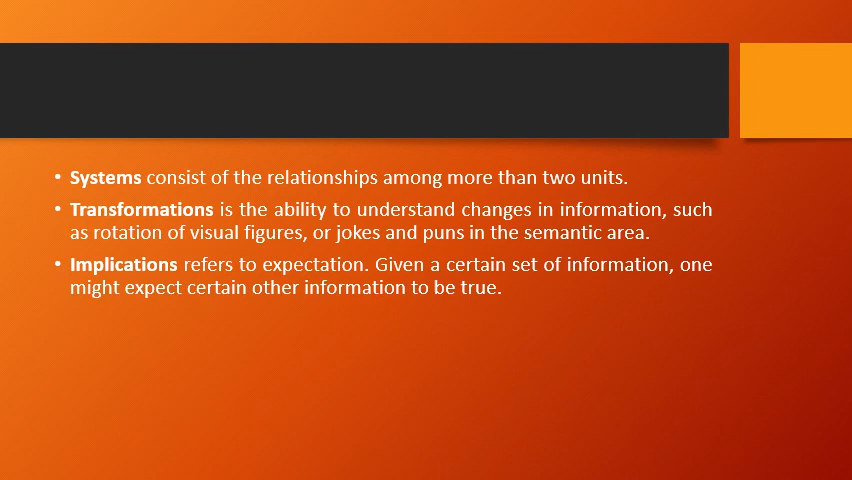 • Systems consist of the relationships among more than two units.
• Transformations is the ability to understand changes in information, such
as rotation of visual figures, or jokes and puns in the semantic area.
• Implications refers to expectation. Given a certain set of information, one
might expect certain other information to be true.